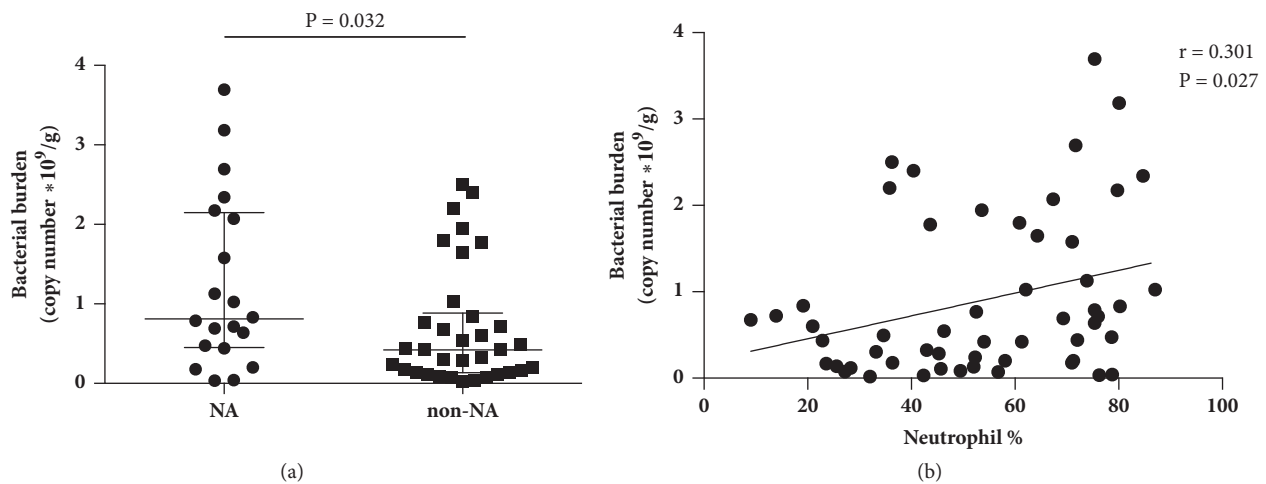 P = 0.032
4
3
2
1
0
Bacterial burden
(copy number ∗10⁹/g)
NA
non-NA
(a)
r = 0.301
P = 0.027
4
3
2
1
0
Bacterial burden
(copy number ∗10⁹/g)
0
20
40
60
80
100
Neutrophil %
(b)